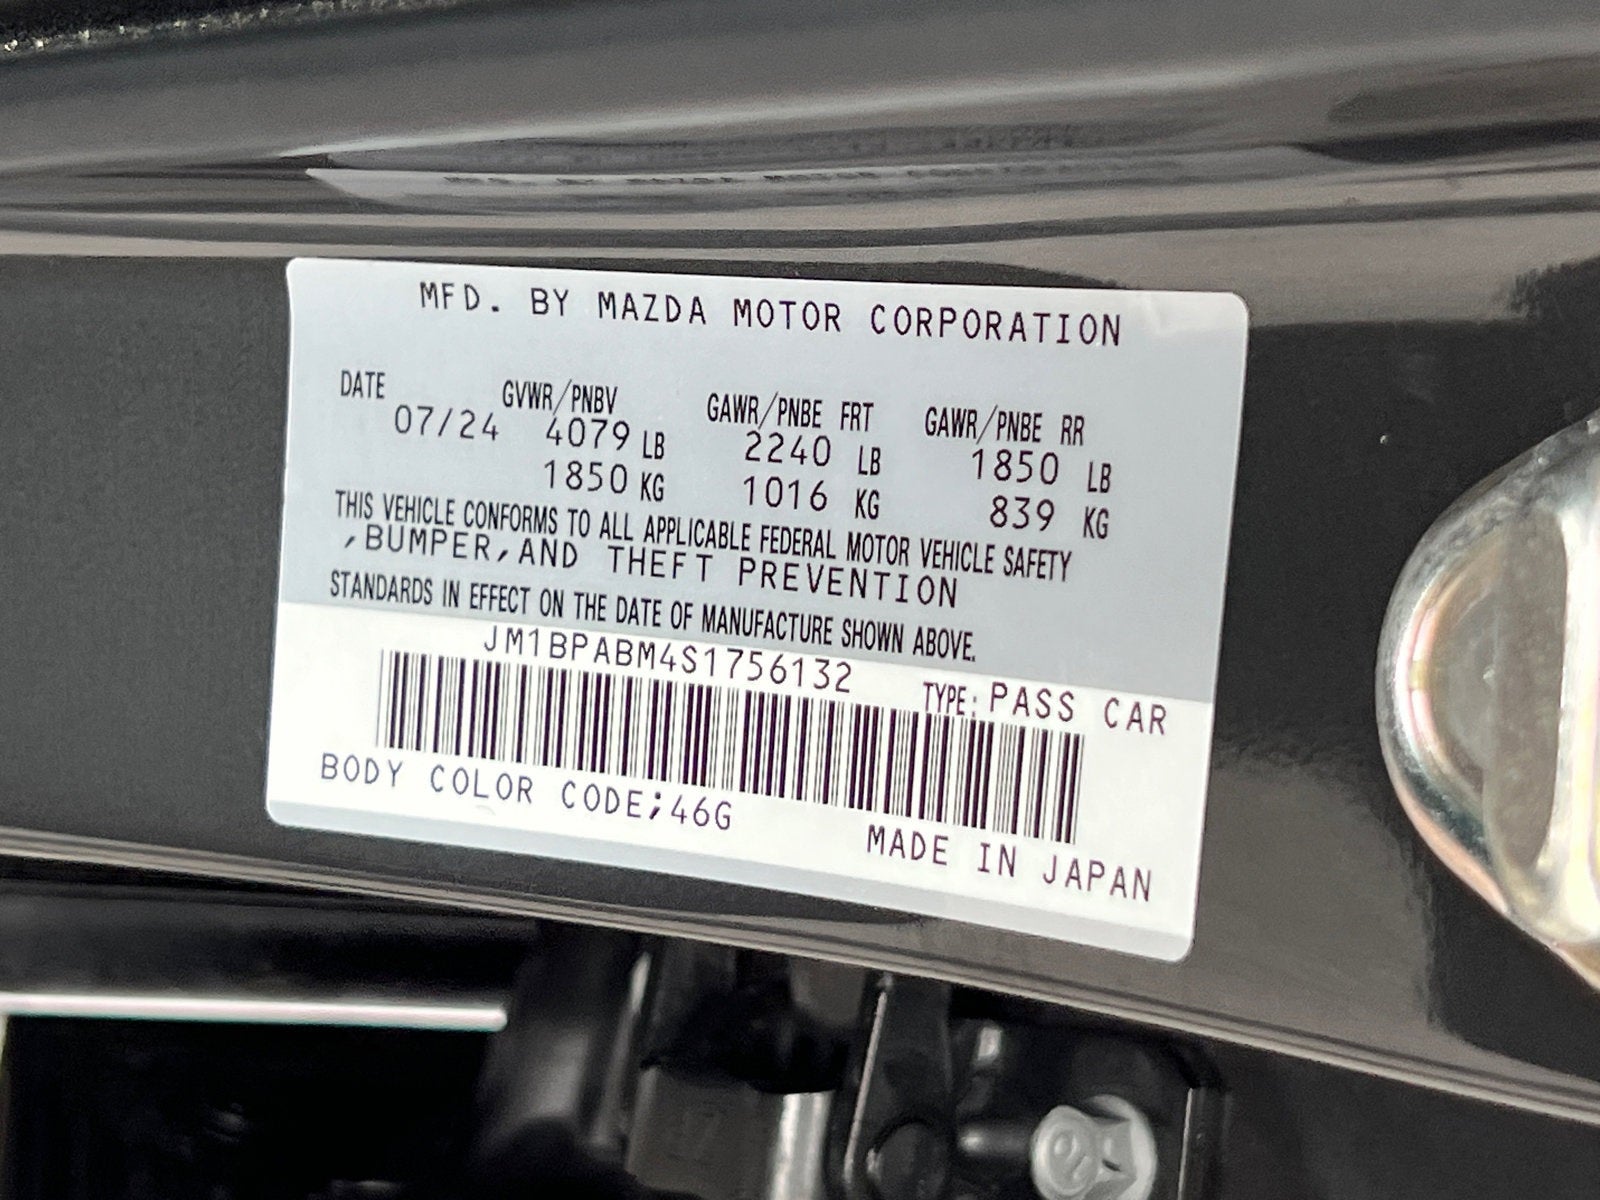 MFD. BY MAZDA MOTOR CORPORATION
DATE GVWR/PNBV GAWR/PNBE FRT GAWR/PNBE RR
07/24 4079 LB 2240 LB 1850 LB
1850 KG 1016 KG 839 KG
THIS VEHICLE CONFORMS TO ALL APPLICABLE FEDERAL MOTOR VEHICLE SAFETY
,BUMPER,AND THEFT PREVENTION
STANDARDS IN EFFECT ON THE DATE OF MANUFACTURE SHOWN ABOVE.
JM1BPABM4S1756132 TYPE: PASS CAR
BODY COLOR CODE;46G
MADE IN JAPAN